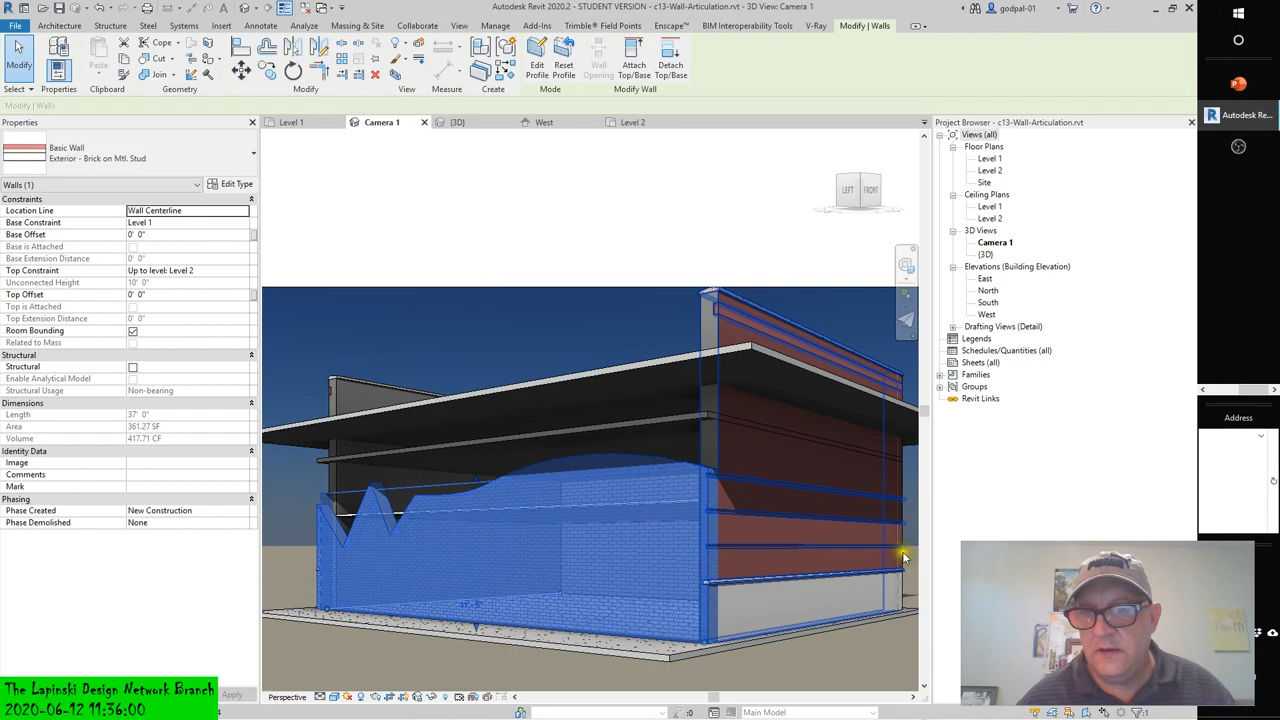 Autodesk Revit 2020.2 - STUDENT VERSION - c13-Wall-Articulation.rvt - 3D View: Camera 1
godpal-01
File Architecture Structure Steel Systems Insert Annotate Analyze Massing & Site Collaborate View Manage Add-Ins Trimble® Field Points Enscape™ BIM Interoperability Tools V-Ray Modify | Walls
Modify Properties Paste Cope Cut Join Edit Profile Reset Profile Wall Opening Attach Top/Base Detach Top/Base
Select Properties Clipboard Geometry Modify View Measure Create Mode Modify Wall
Modify | Walls
Properties
Basic Wall
Exterior - Brick on Mtl. Stud
Walls (1) Edit Type
Constraints
Location Line Wall Centerline
Base Constraint Level 1
Base Offset 0' 0"
Base is Attached
Base Extension Distance 0' 0"
Top Constraint Up to level: Level 2
Unconnected Height 10' 0"
Top Offset 0' 0"
Top is Attached
Top Extension Distance 0' 0"
Room Bounding
Related to Mass
Structural
Structural
Enable Analytical Model
Structural Usage Non-bearing
Dimensions
Length 37' 0"
Area 361.27 SF
Volume 417.71 CF
Identity Data
Image
Comments
Mark
Phasing
Phase Created New Construction
Phase Demolished None
Apply
Level 1 Camera 1 {3D} West Level 2
LEFT FRONT
Perspective
:0 Main Model :1
Project Browser - c13-Wall-Articulation.rvt
Views (all)
Floor Plans
Level 1
Level 2
Site
Ceiling Plans
Level 1
Level 2
3D Views
Camera 1
{3D}
Elevations (Building Elevation)
East
North
South
West
Drafting Views (Detail)
Legends
Schedules/Quantities (all)
Sheets (all)
Families
Groups
Revit Links
Autodesk Re...
Address
The Lapinski Design Network Branch
2020-06-12 11:36:00